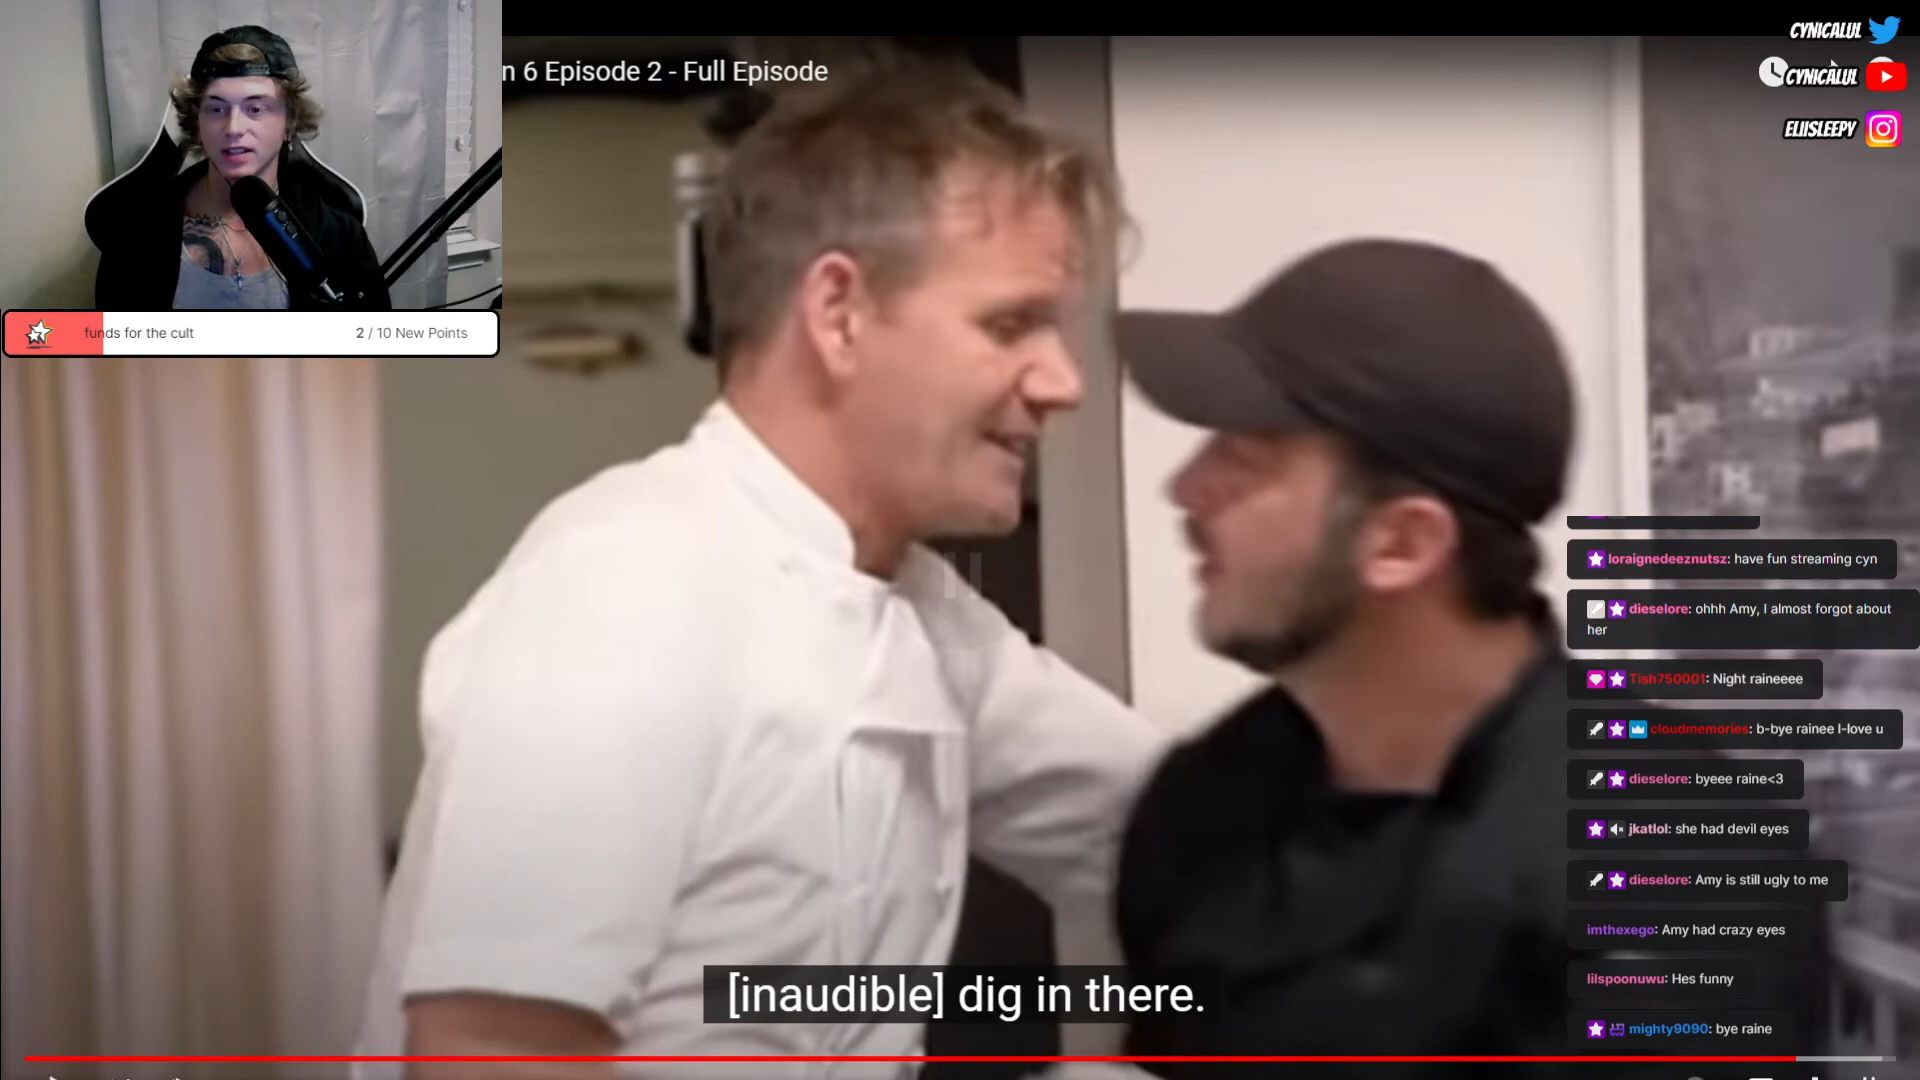 n 6 Episode 2 - Full Episode
CYNICALUL
CYNICALUL
ELIISLEEPY
funds for the cult
2 / 10 New Points
loraignedeeznutsz: have fun streaming cyn
dieselore: ohhh Amy, I almost forgot about
her
Tish750001: Night raineeee
cloudmemories: b-bye rainee I-love u
dieselore: byeee raine<3
jkatlol: she had devil eyes
dieselore: Amy is still ugly to me
imthexego: Amy had crazy eyes
lilspoonuwu: Hes funny
mighty9090: bye raine
[inaudible] dig in there.